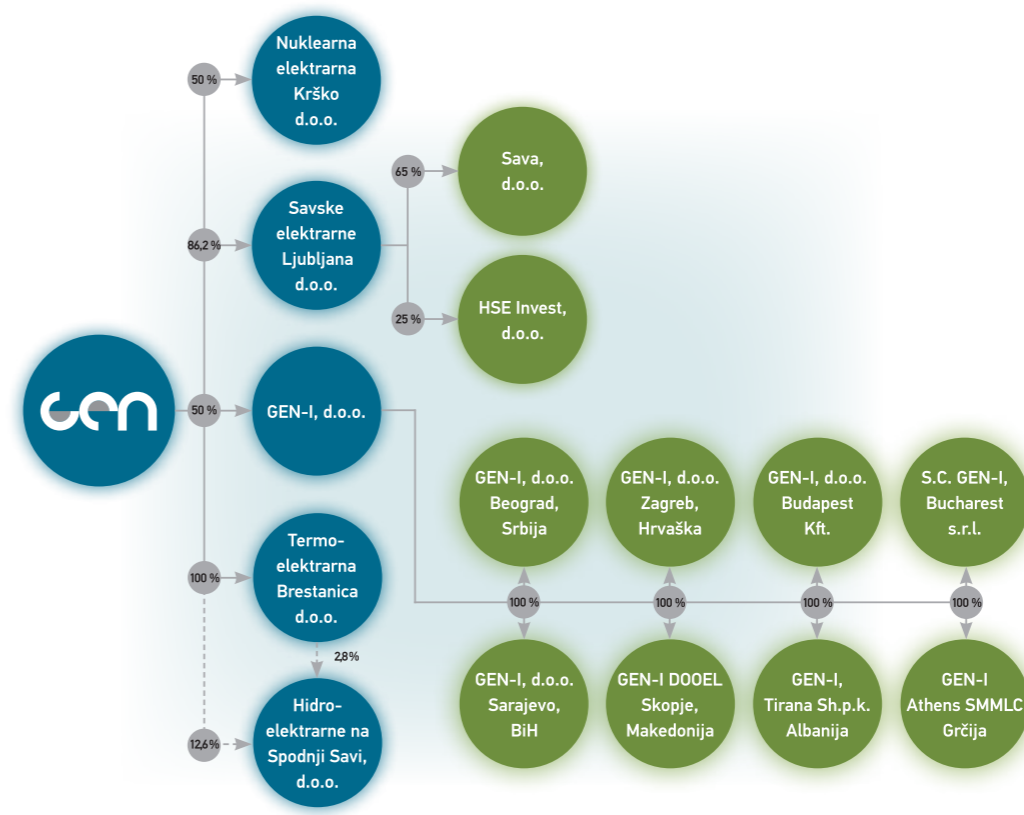 Nuklearna
elektrarna
Krško
d.o.o.
50 %
Sava,
d.o.o.
65 %
Savske
elektrarne
Ljubljana
d.o.o.
86,2 %
HSE Invest,
d.o.o.
25 %
gen
50 %
GEN-I, d.o.o.
GEN-I, d.o.o.
Beograd,
Srbija
GEN-I, d.o.o.
Zagreb,
Hrvaška
GEN-I, d.o.o.
Budapest
Kft.
S.C. GEN-I,
Bucharest
s.r.l.
Termo-
elektrarna
Brestanica
d.o.o.
100 %
100 %
100 %
100 %
100 %
2,8%
GEN-I, d.o.o.
Sarajevo,
BiH
GEN-I DOOEL
Skopje,
Makedonija
GEN-I,
Tirana Sh.p.k.
Albanija
GEN-I
Athens SMMLC
Grčija
Hidro-
elektrarne na
Spodnji Savi,
d.o.o.
12,6%